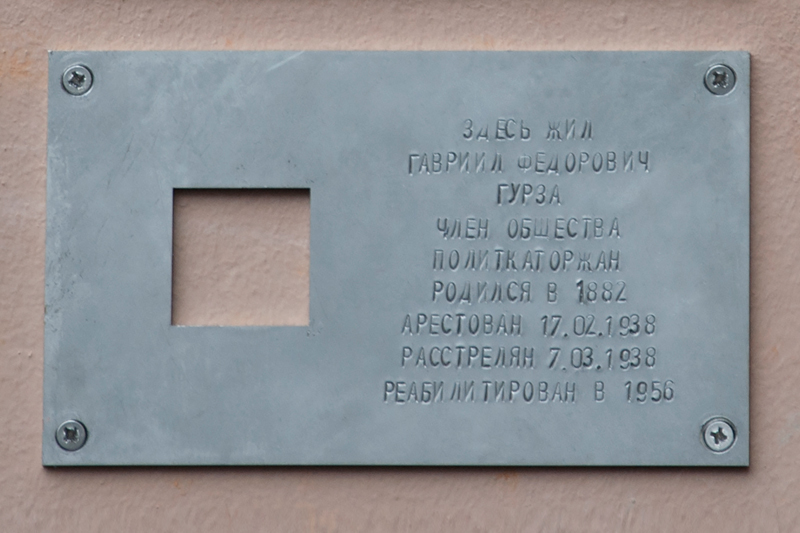 ЗДЕСЬ ЖИЛ
ГАВРИИЛ ФЕДОРОВИЧ
ГУРЗА
ЧЛЕН ОБЩЕСТВА
ПОЛИТКАТОРЖАН
РОДИЛСЯ В 1882
АРЕСТОВАН 17.02.1938
РАССТРЕЛЯН 7.03.1938
РЕАБИЛИТИРОВАН В 1956